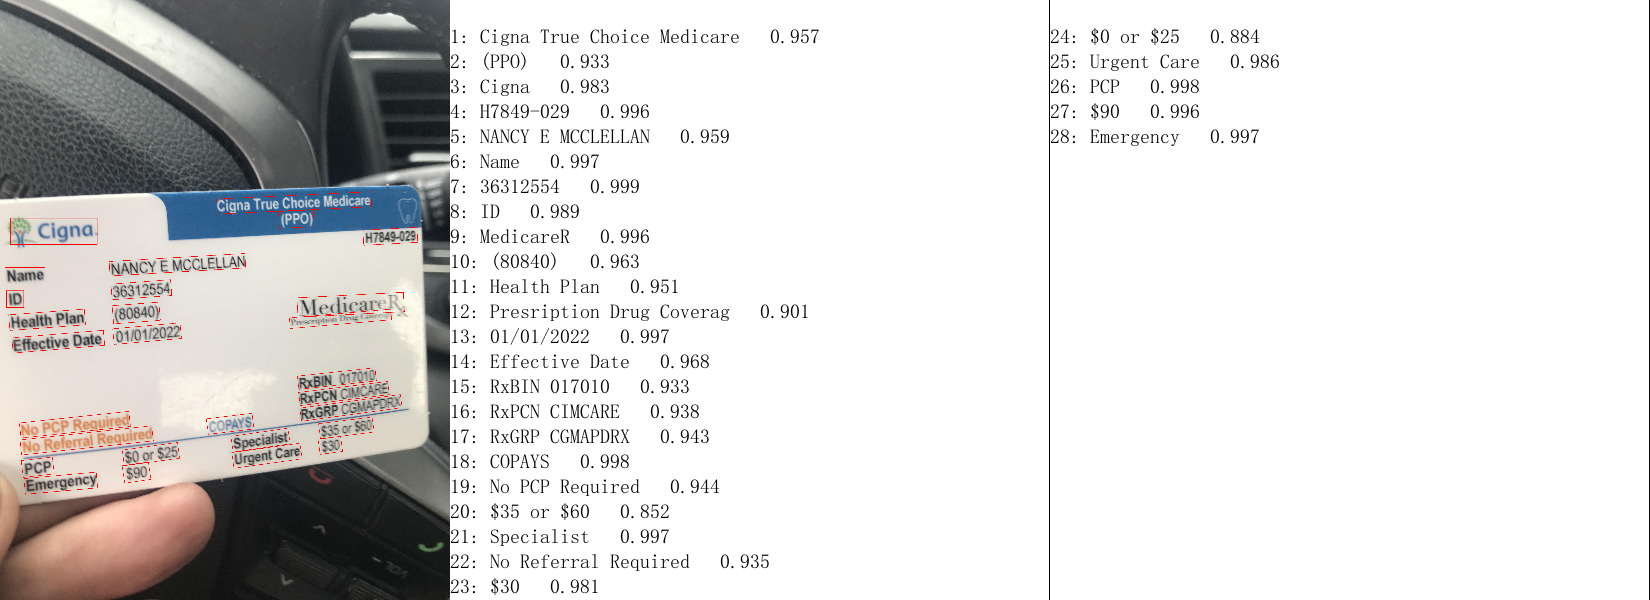 Cigna True Choice Medicare
(PPO)
Cigna
H7849-029
Name NANCY E MCCLELLAN
ID 36312554
Health Plan (80840)
Effective Date 01/01/2022
MedicareRx
Prescription Drug Coverage
RxBIN 017010
RxPCN CIMCARE
RxGRP CGMAPDRX
No PCP Required
No Referral Required
COPAYS
PCP $0 or $25
Emergency $90
Specialist $35 or $60
Urgent Care $30
1: Cigna True Choice Medicare 0.957
2: (PPO) 0.933
3: Cigna 0.983
4: H7849-029 0.996
5: NANCY E MCCLELLAN 0.959
6: Name 0.997
7: 36312554 0.999
8: ID 0.989
9: MedicareR 0.996
10: (80840) 0.963
11: Health Plan 0.951
12: Presription Drug Coverag 0.901
13: 01/01/2022 0.997
14: Effective Date 0.968
15: RxBIN 017010 0.933
16: RxPCN CIMCARE 0.938
17: RxGRP CGMAPDRX 0.943
18: COPAYS 0.998
19: No PCP Required 0.944
20: $35 or $60 0.852
21: Specialist 0.997
22: No Referral Required 0.935
23: $30 0.981
24: $0 or $25 0.884
25: Urgent Care 0.986
26: PCP 0.998
27: $90 0.996
28: Emergency 0.997